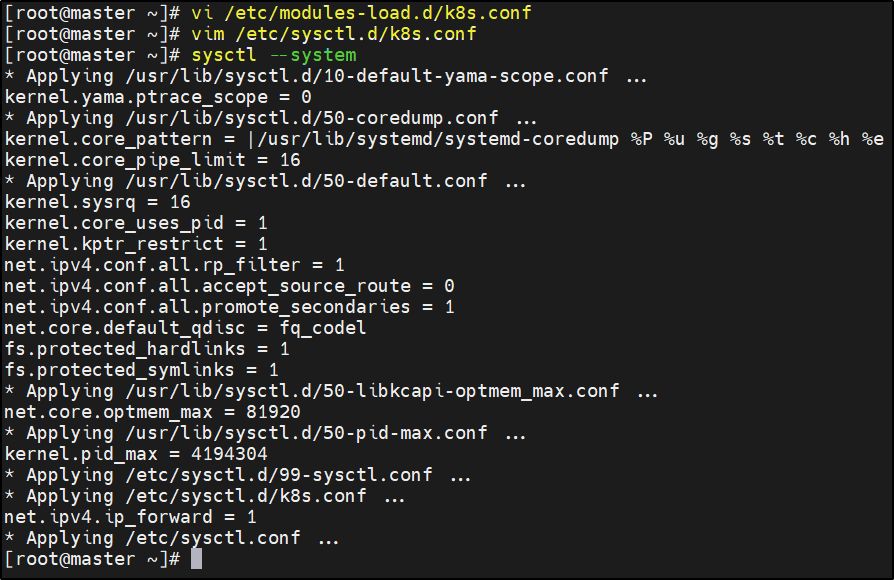 [root@master ~]# vi /etc/modules-load.d/k8s.conf
[root@master ~]# vim /etc/sysctl.d/k8s.conf
[root@master ~]# sysctl --system
* Applying /usr/lib/sysctl.d/10-default-yama-scope.conf ...
kernel.yama.ptrace_scope = 0
* Applying /usr/lib/sysctl.d/50-coredump.conf ...
kernel.core_pattern = |/usr/lib/systemd/systemd-coredump %P %u %g %s %t %c %h %e
kernel.core_pipe_limit = 16
* Applying /usr/lib/sysctl.d/50-default.conf ...
kernel.sysrq = 16
kernel.core_uses_pid = 1
kernel.kptr_restrict = 1
net.ipv4.conf.all.rp_filter = 1
net.ipv4.conf.all.accept_source_route = 0
net.ipv4.conf.all.promote_secondaries = 1
net.core.default_qdisc = fq_codel
fs.protected_hardlinks = 1
fs.protected_symlinks = 1
* Applying /usr/lib/sysctl.d/50-libkcapi-optmem_max.conf ...
net.core.optmem_max = 81920
* Applying /usr/lib/sysctl.d/50-pid-max.conf ...
kernel.pid_max = 4194304
* Applying /etc/sysctl.d/99-sysctl.conf ...
* Applying /etc/sysctl.d/k8s.conf ...
net.ipv4.ip_forward = 1
* Applying /etc/sysctl.conf ...
[root@master ~]#